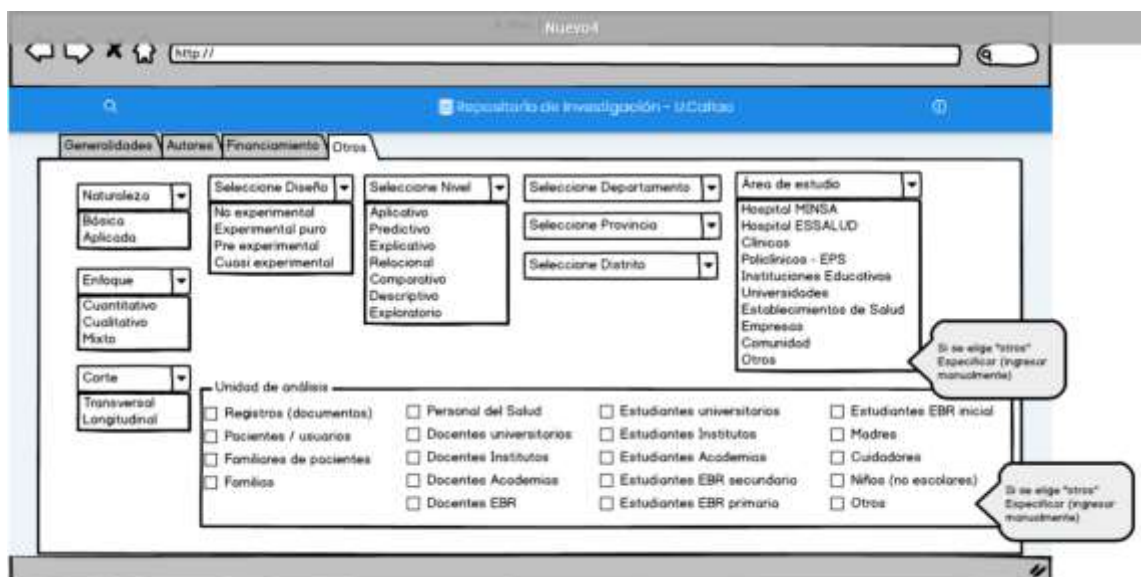 Nuevo4
http://
Repositorio de Investigación - U.Callao
Generalidades
Autores
Financiamiento
Otros
Naturaleza
Básica
Aplicada
Enfoque
Cuantitativo
Cualitativo
Mixto
Corte
Transversal
Longitudinal
Seleccione Diseño
No experimental
Experimental puro
Pre experimental
Cuasi experimental
Seleccione Nivel
Aplicativo
Predictivo
Explicativo
Relacional
Comparativo
Descriptivo
Exploratorio
Seleccione Departamento
Seleccione Provincia
Seleccione Distrito
Área de estudio
Hospital MINSA
Hospital ESSALUD
Clínicas
Policlínicos - EPS
Instituciones Educativas
Universidades
Establecimientos de Salud
Empresas
Comunidad
Otros
Si se elige "otros"
Especificar (ingresar
manualmente)
Unidad de análisis
Registros (documentos)
Pacientes / usuarios
Familiares de pacientes
Familias
Personal del Salud
Docentes universitarios
Docentes Institutos
Docentes Academias
Docentes EBR
Estudiantes universitarios
Estudiantes Institutos
Estudiantes Academias
Estudiantes EBR secundaria
Estudiantes EBR primaria
Estudiantes EBR inicial
Madres
Cuidadores
Niños (no escolares)
Otros
Si se elige "otros"
Especificar (ingresar
manualmente)